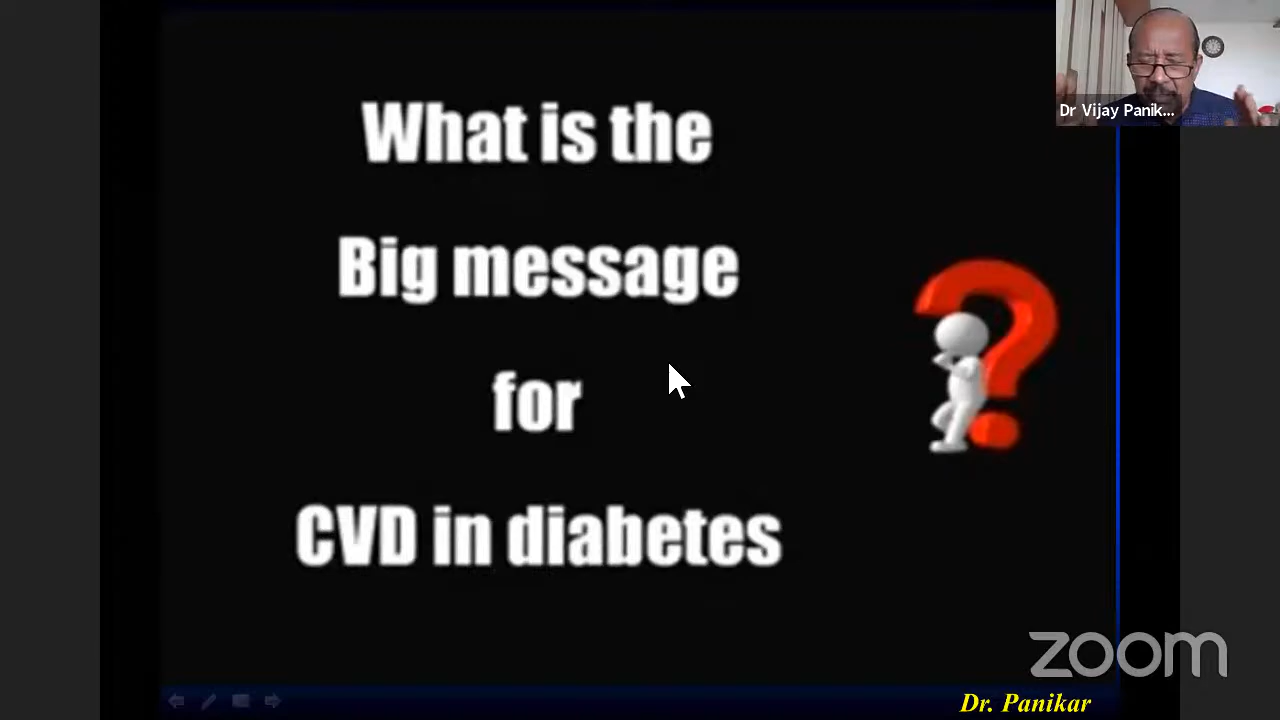 What is the
Big message
for
CVD in diabetes
Dr Vijay Panik...
zoom
Dr. Panikar